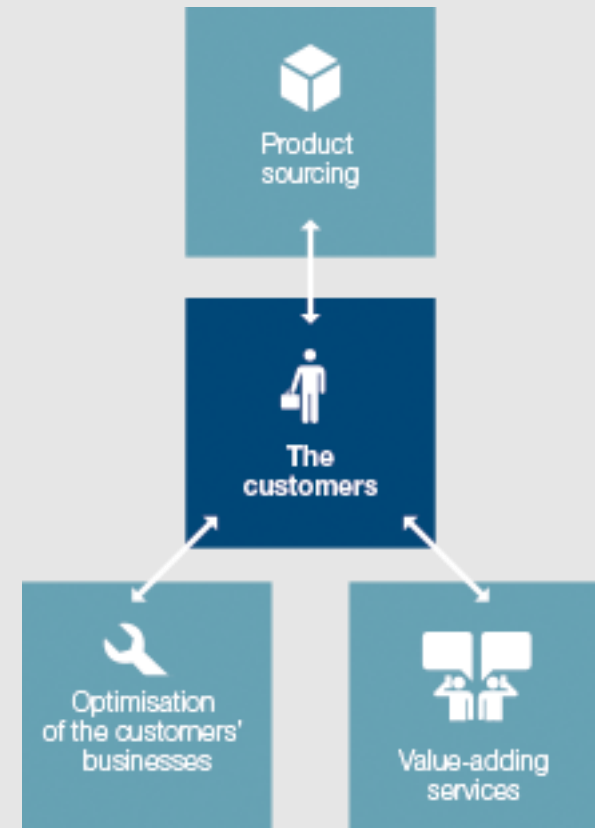 Product
sourcing
The
customers
Optimisation
of the customers'
businesses
Value-adding
services